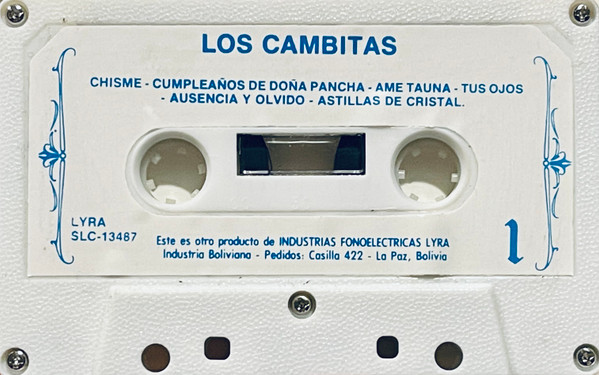 LOS CAMBITAS
CHISME - CUMPLEAÑOS DE DOÑA PANCHA - AME TAUNA - TUS OJOS
- AUSENCIA Y OLVIDO - ASTILLAS DE CRISTAL.
LYRA
SLC-13487
Este es otro producto de INDUSTRIAS FONOELECTRICAS LYRA
Industria Boliviana - Pedidos: Casilla 422 - La Paz, Bolivia
1